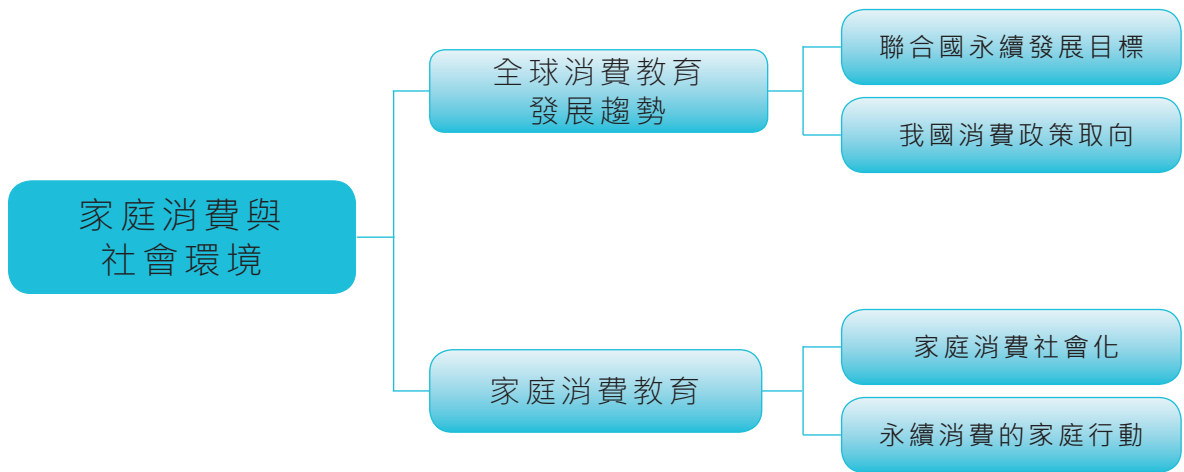 家庭消費與
社會環境
全球消費教育
發展趨勢
聯合國永續發展目標
我國消費政策取向
家庭消費教育
家庭消費社會化
永續消費的家庭行動